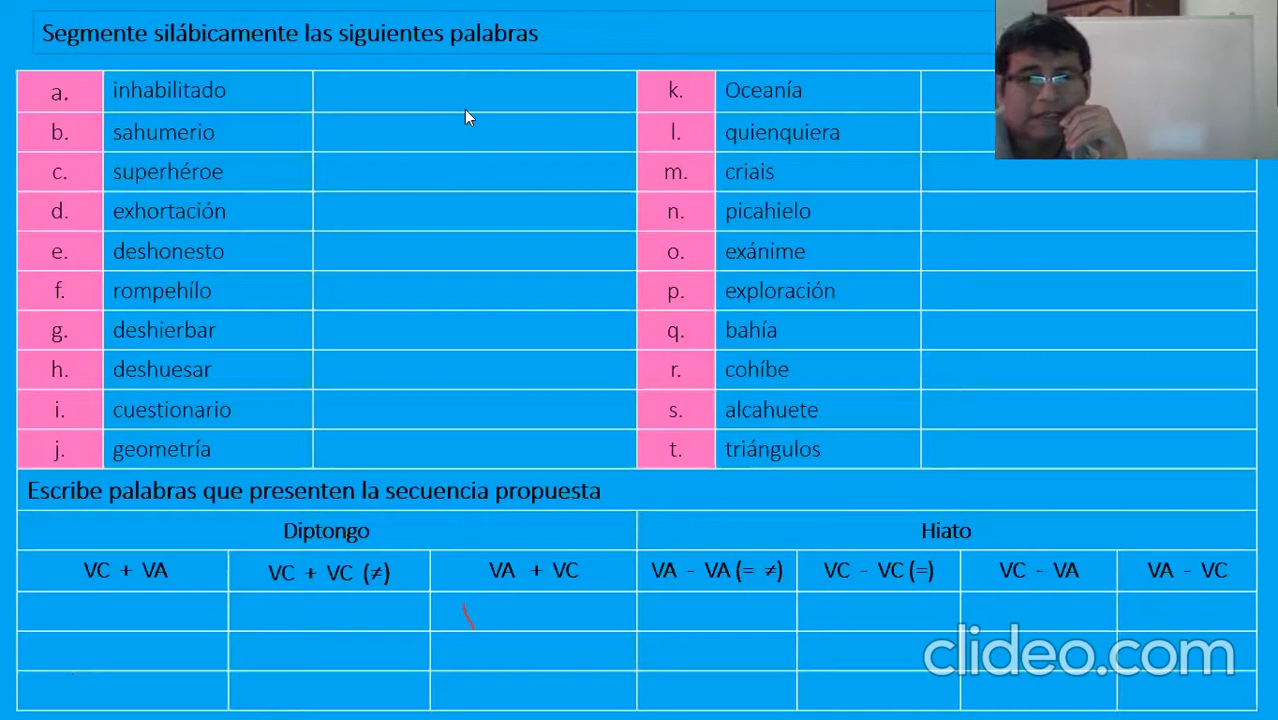 Segmente silábicamente las siguientes palabras
a. inhabilitado k. Oceanía
b. sahumerio l. quienquiera
c. superhéroe m. criais
d. exhortación n. picahielo
e. deshonesto o. exánime
f. rompehílo p. exploración
g. deshierbar q. bahía
h. deshuesar r. cohíbe
i. cuestionario s. alcahuete
j. geometría t. triángulos
Escribe palabras que presenten la secuencia propuesta
Diptongo Hiato
VC + VA VC + VC (≠) VA + VC VA - VA (= ≠) VC - VC (=) VC - VA VA - VC
clideo.com